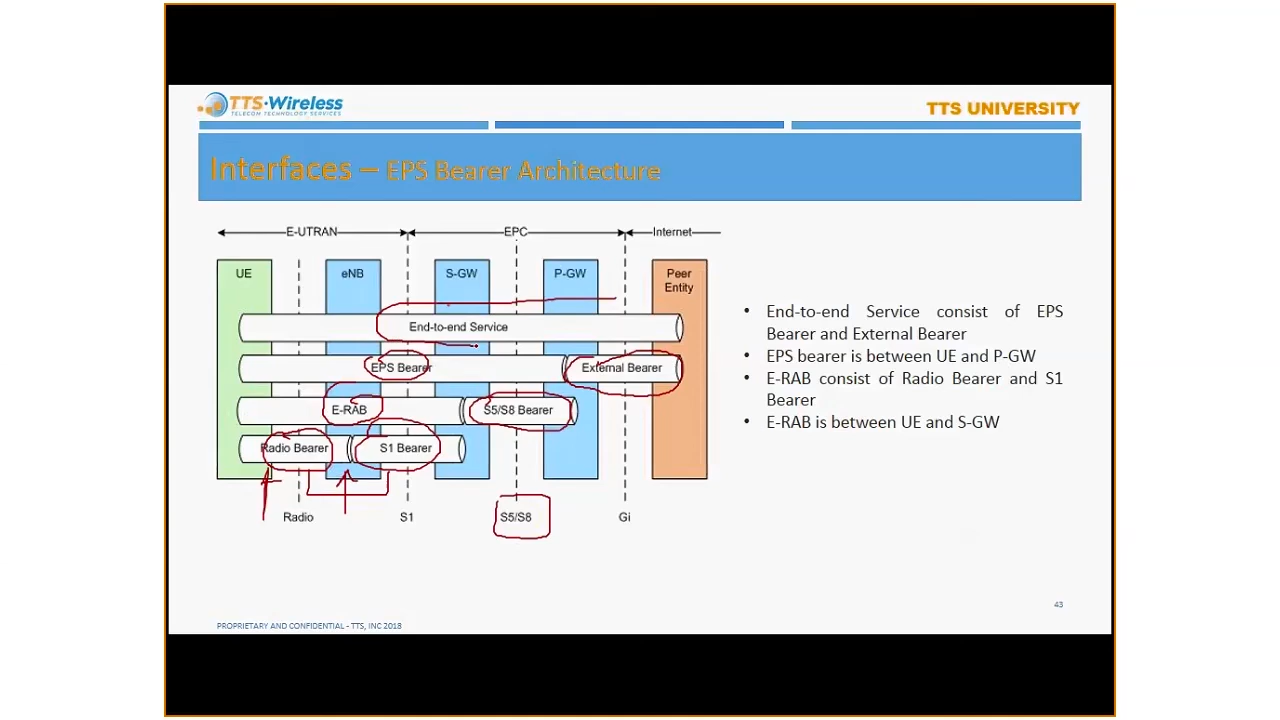 TTS·Wireless
TELECOM TECHNOLOGY SERVICES
TTS UNIVERSITY
Interfaces – EPS Bearer Architecture
E-UTRAN EPC Internet
UE eNB S-GW P-GW Peer
Entity
End-to-end Service
EPS Bearer External Bearer
E-RAB S5/S8 Bearer
Radio Bearer S1 Bearer
Radio S1 S5/S8 Gi
• End-to-end Service consist of EPS
Bearer and External Bearer
• EPS bearer is between UE and P-GW
• E-RAB consist of Radio Bearer and S1
Bearer
• E-RAB is between UE and S-GW
43
PROPRIETARY AND CONFIDENTIAL - TTS, INC 2018